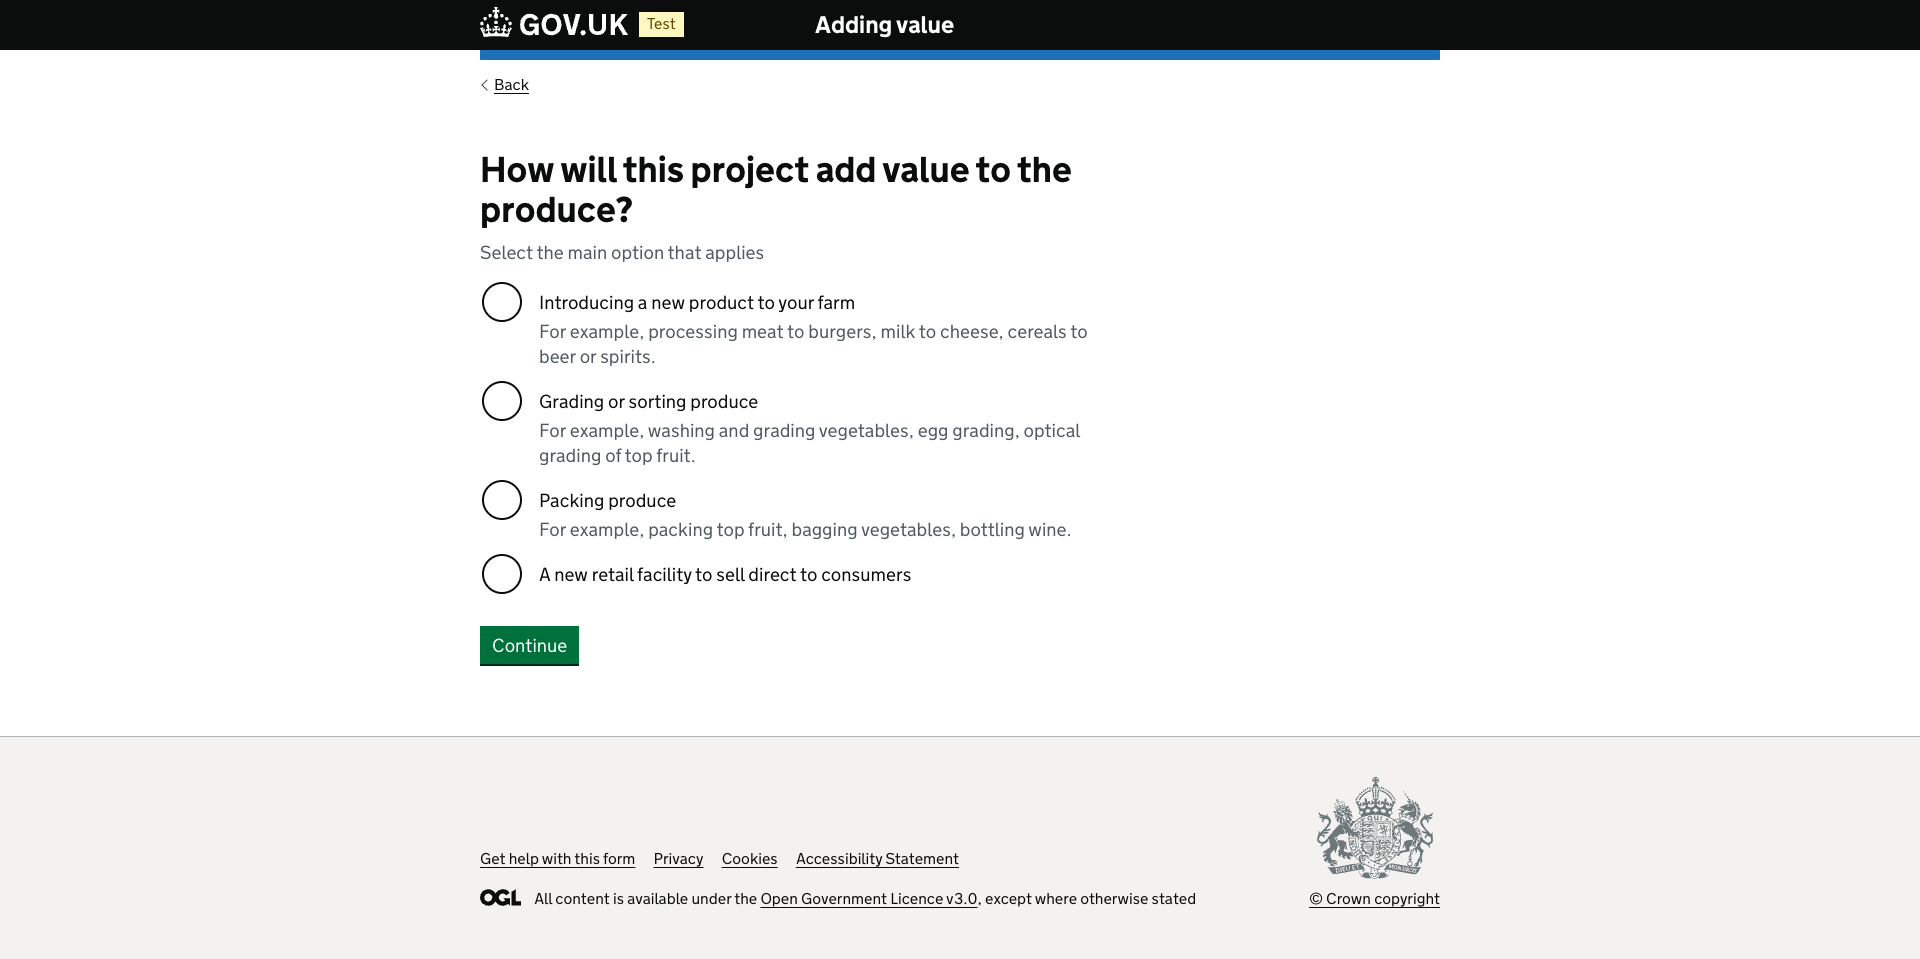 GOV.UK Test Adding value
Back
How will this project add value to the
produce?
Select the main option that applies
Introducing a new product to your farm
For example, processing meat to burgers, milk to cheese, cereals to
beer or spirits.
Grading or sorting produce
For example, washing and grading vegetables, egg grading, optical
grading of top fruit.
Packing produce
For example, packing top fruit, bagging vegetables, bottling wine.
A new retail facility to sell direct to consumers
Continue
Get help with this form Privacy Cookies Accessibility Statement
OGL All content is available under the Open Government Licence v3.0, except where otherwise stated
© Crown copyright